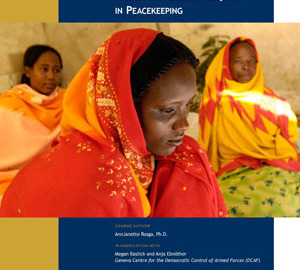 IN PEACEKEEPING
COURSE AUTHOR
AnnJanette Rosga, Ph.D.
IN ASSOCIATION WITH
Megan Bastick and Anja Ebnöther
Geneva Centre for the Democratic Control of Armed Forces (DCAF)